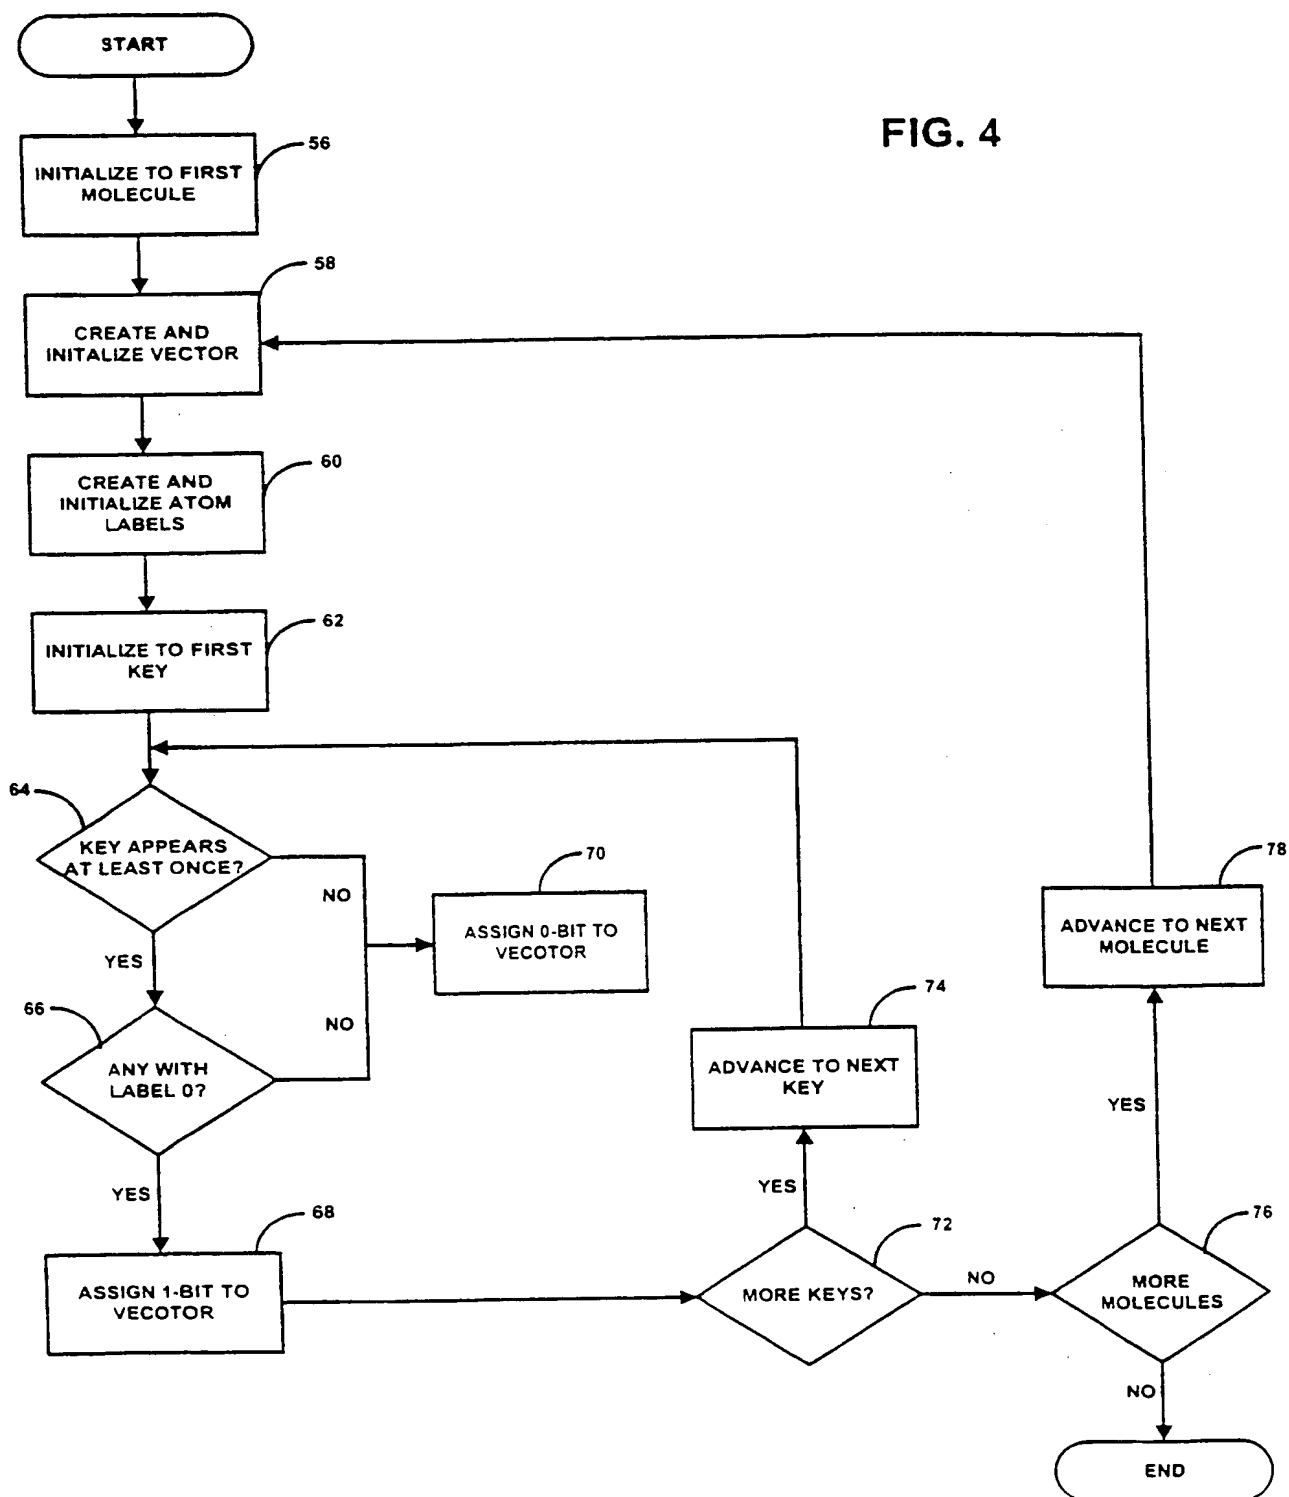 START
FIG. 4
56
INITIALIZE TO FIRST
MOLECULE
58
CREATE AND
INITALIZE VECTOR
60
CREATE AND
INITIALIZE ATOM
LABELS
62
INITIALIZE TO FIRST
KEY
64
KEY APPEARS
AT LEAST ONCE?
NO
YES
70
ASSIGN 0-BIT TO
VECOTOR
66
ANY WITH
LABEL 0?
NO
YES
68
ASSIGN 1-BIT TO
VECOTOR
74
ADVANCE TO NEXT
KEY
YES
72
MORE KEYS?
NO
78
ADVANCE TO NEXT
MOLECULE
YES
76
MORE
MOLECULES
NO
END